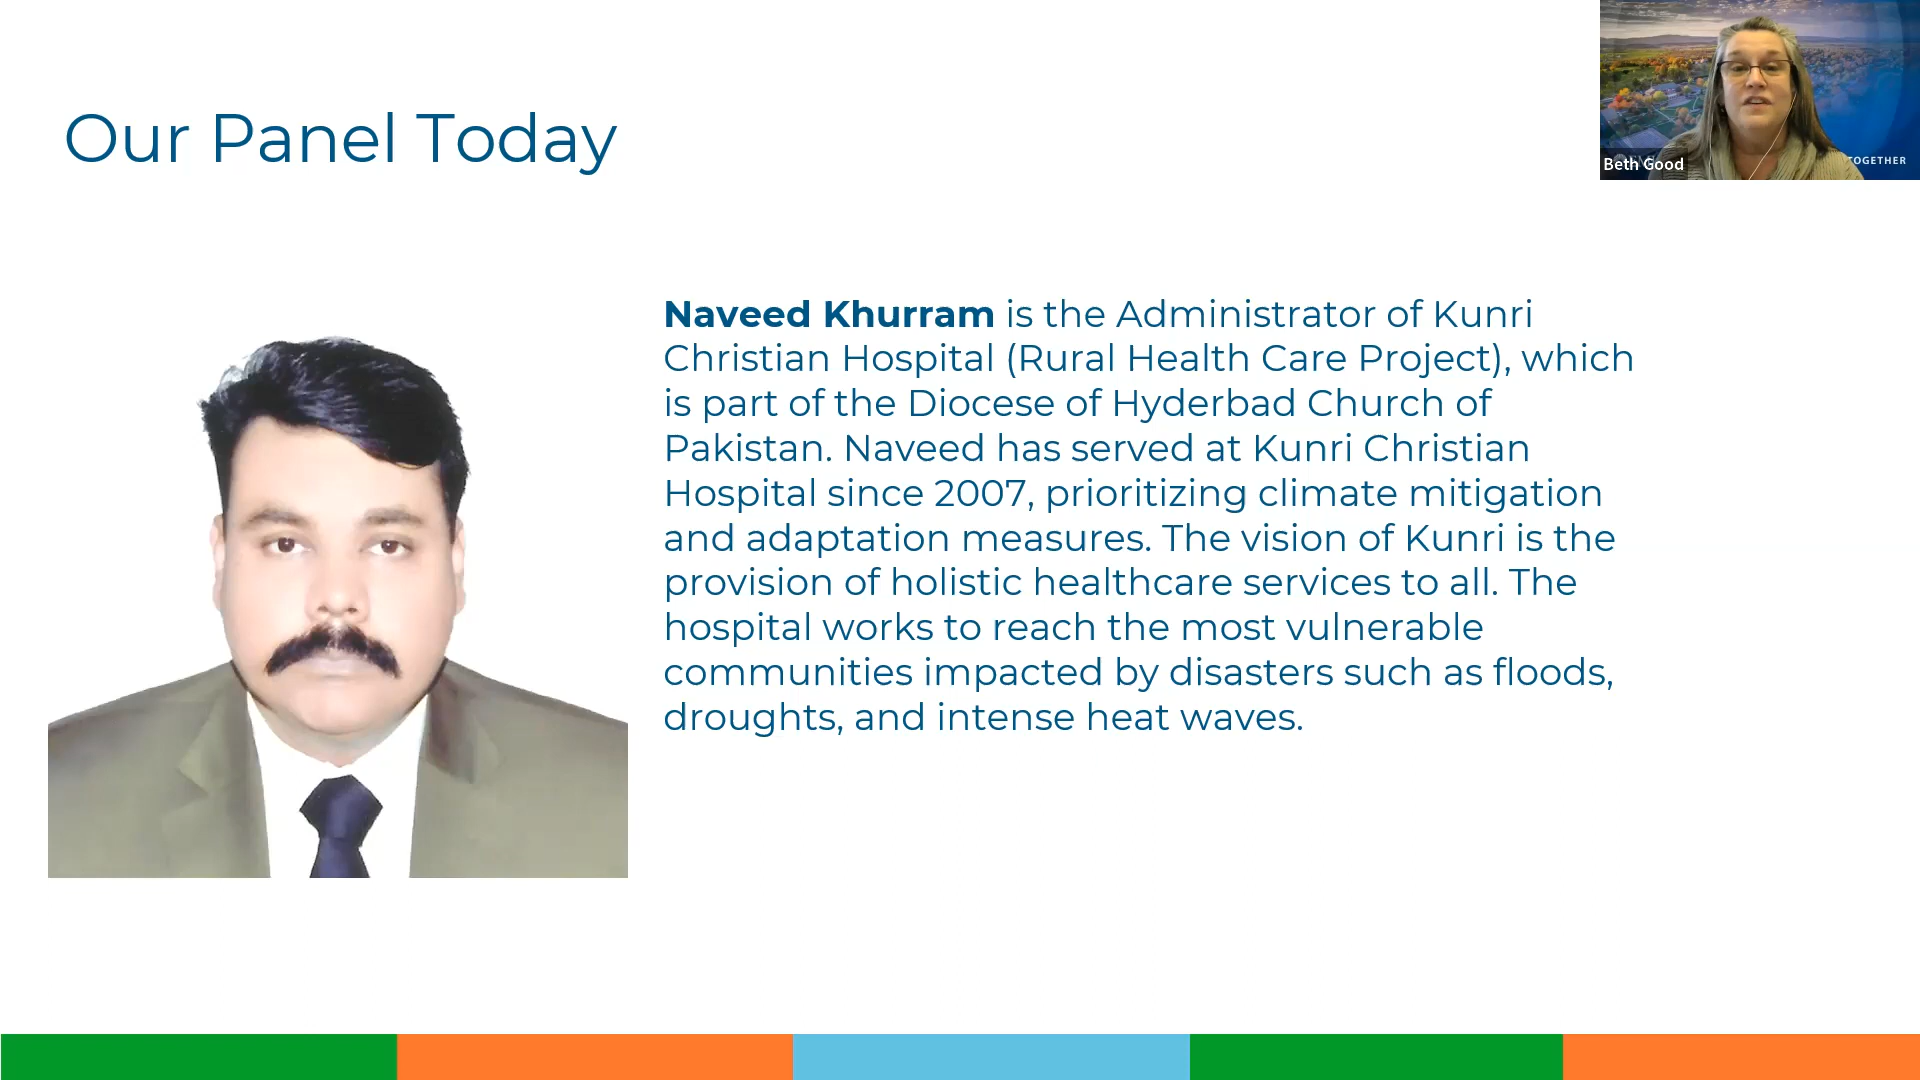 Our Panel Today
Beth Good
TOGETHER
Naveed Khurram is the Administrator of Kunri
Christian Hospital (Rural Health Care Project), which
is part of the Diocese of Hyderbad Church of
Pakistan. Naveed has served at Kunri Christian
Hospital since 2007, prioritizing climate mitigation
and adaptation measures. The vision of Kunri is the
provision of holistic healthcare services to all. The
hospital works to reach the most vulnerable
communities impacted by disasters such as floods,
droughts, and intense heat waves.